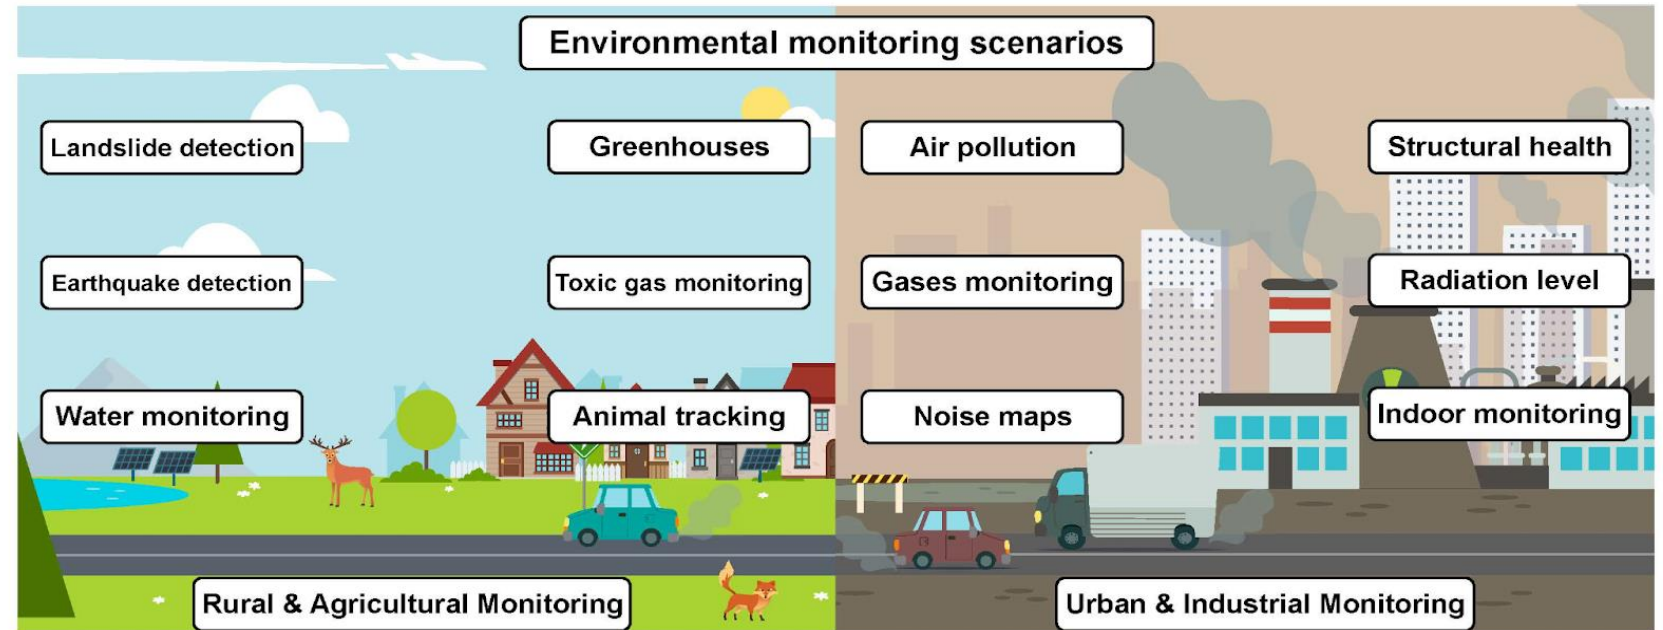 Environmental monitoring scenarios
Landslide detection
Greenhouses
Air pollution
Structural health
Earthquake detection
Toxic gas monitoring
Gases monitoring
Radiation level
Water monitoring
Animal tracking
Noise maps
Indoor monitoring
Rural & Agricultural Monitoring
Urban & Industrial Monitoring